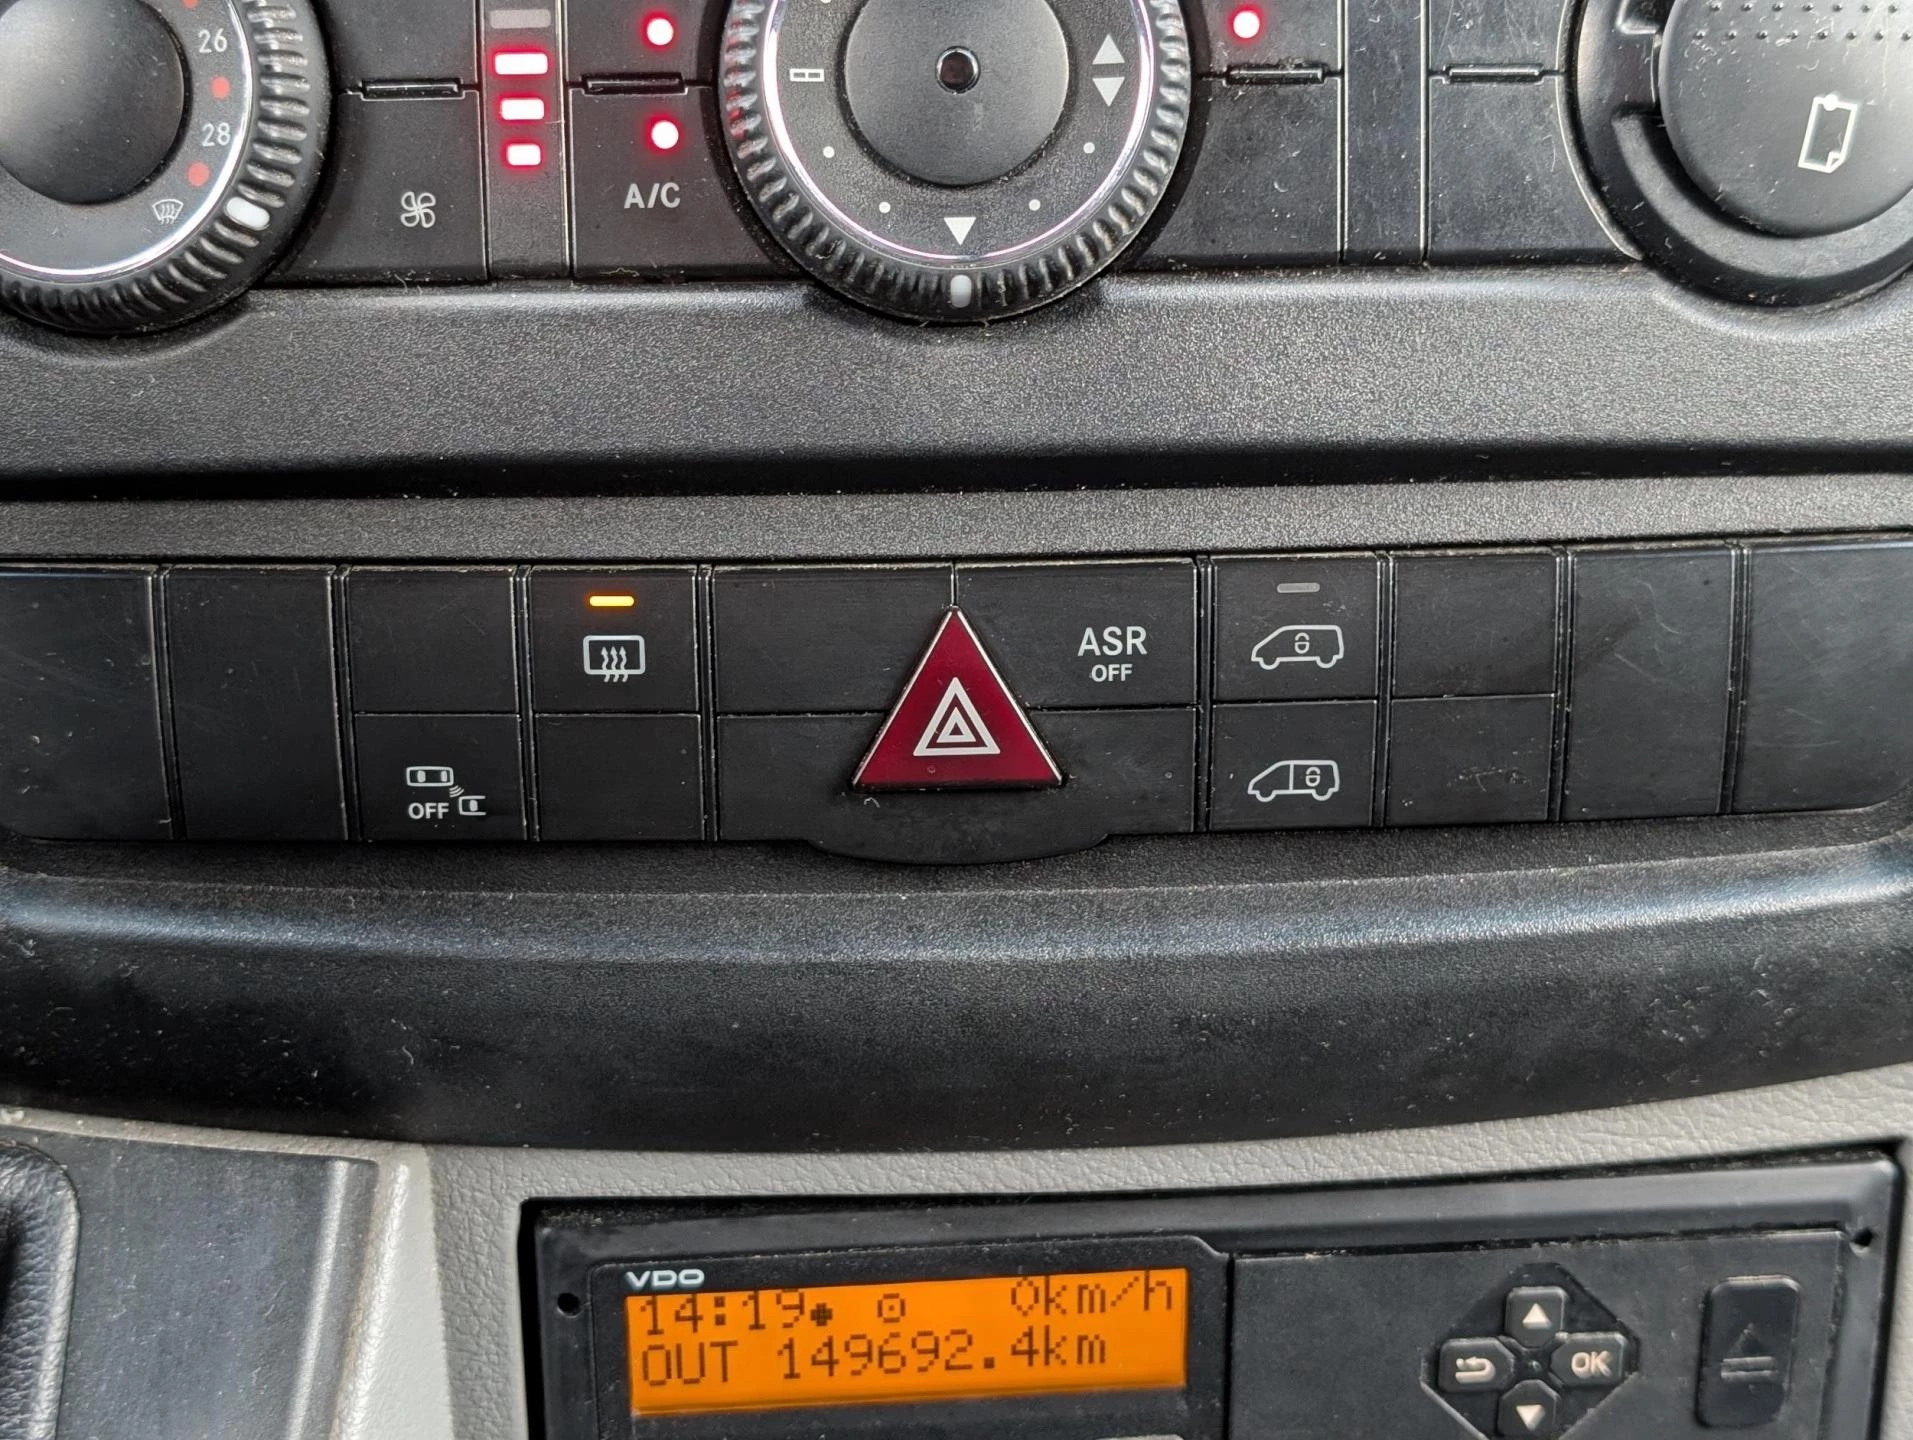 26
28
A/C
ASR
OFF
OFF
VDO
14:19 0km/h
OUT 149692.4km
OK